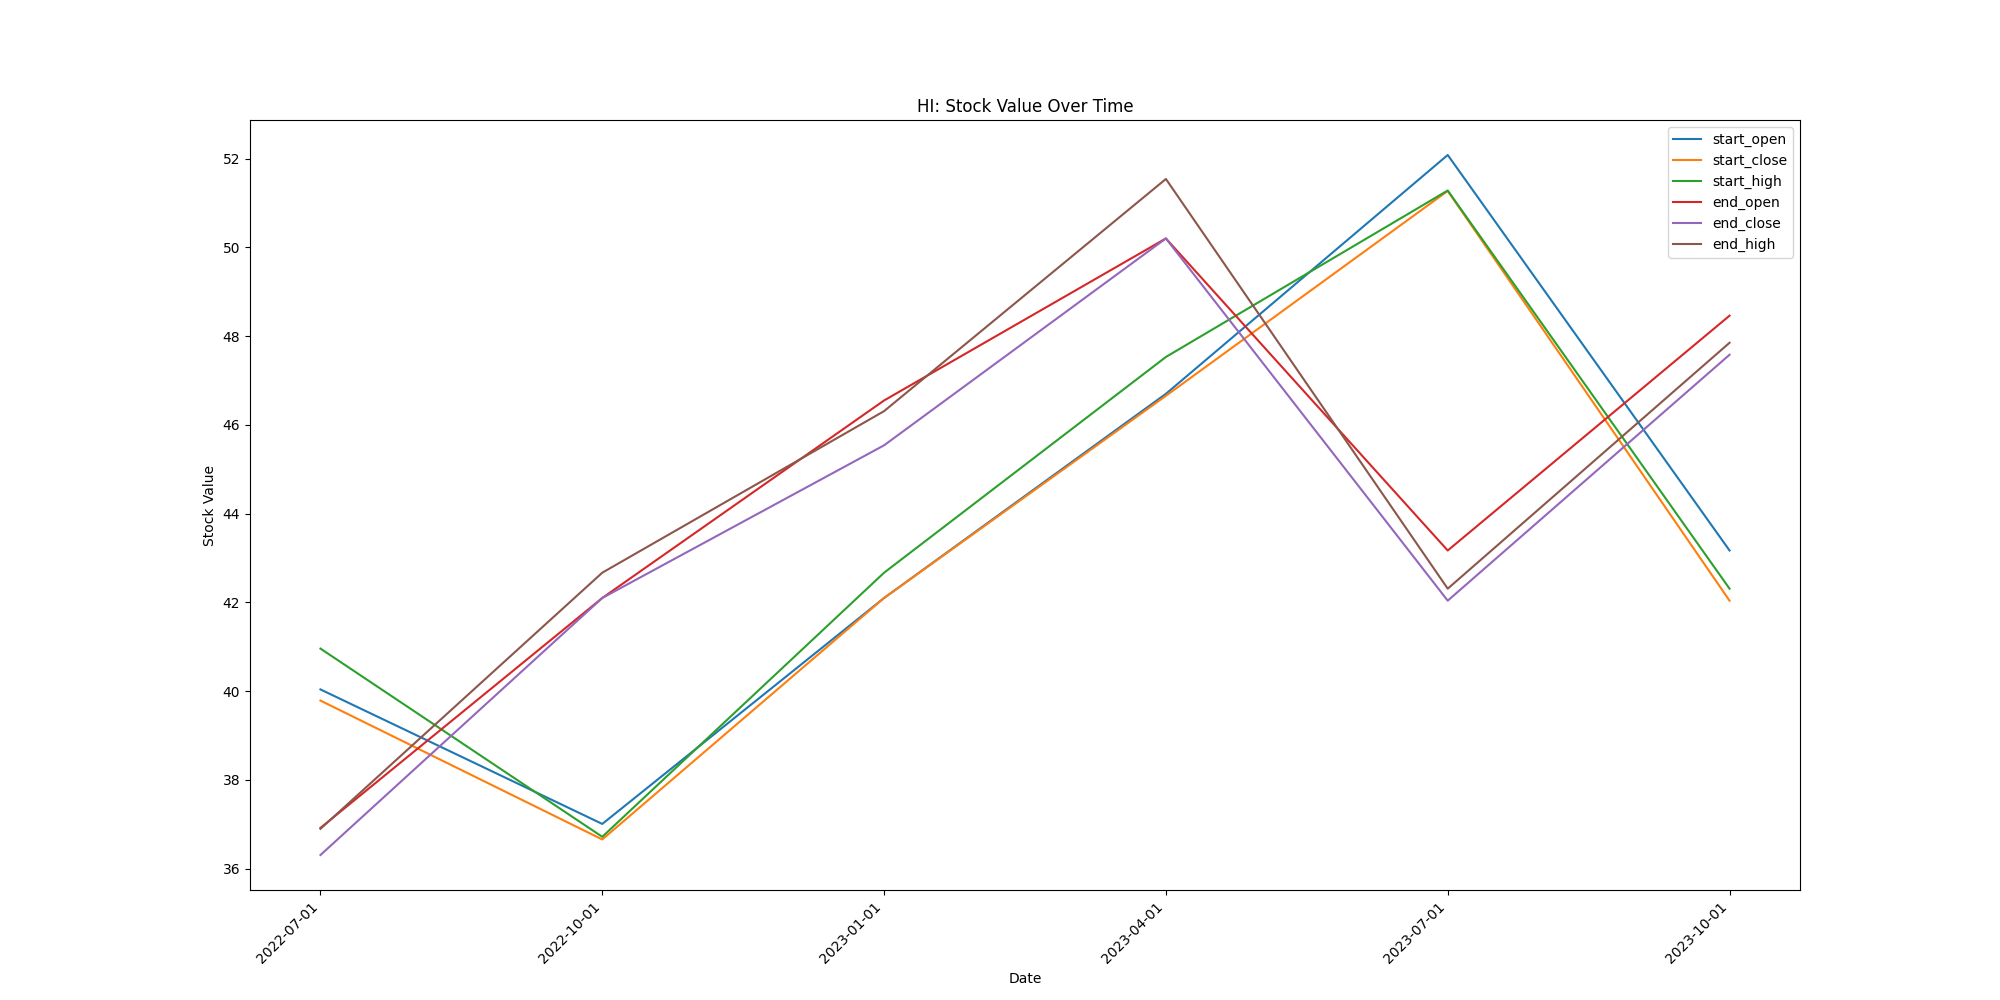 HI: Stock Value Over Time
start_open
start_close
start_high
end_open
end_close
end_high
52
50
48
46
44
42
40
38
36
Stock Value
2022-07-01
2022-10-01
2023-01-01
2023-04-01
2023-07-01
2023-10-01
Date